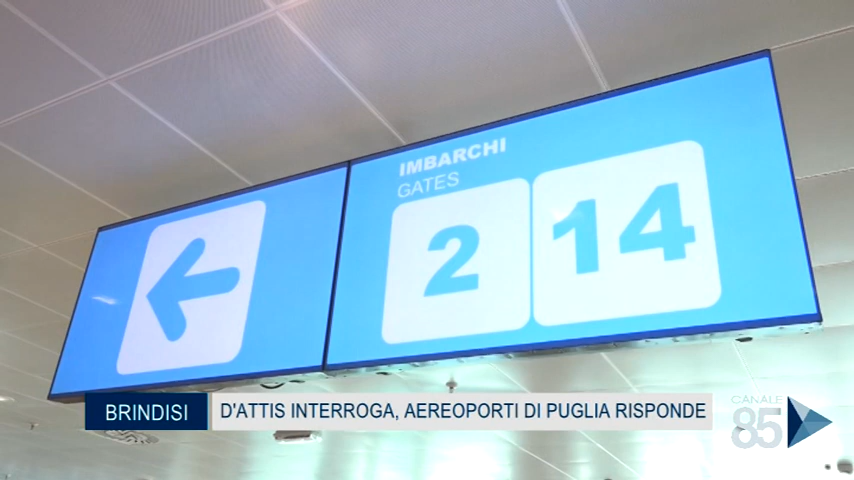 IMBARCHI
GATES
2 14
BRINDISI D'ATTIS INTERROGA, AEREOPORTI DI PUGLIA RISPONDE
CANALE
85